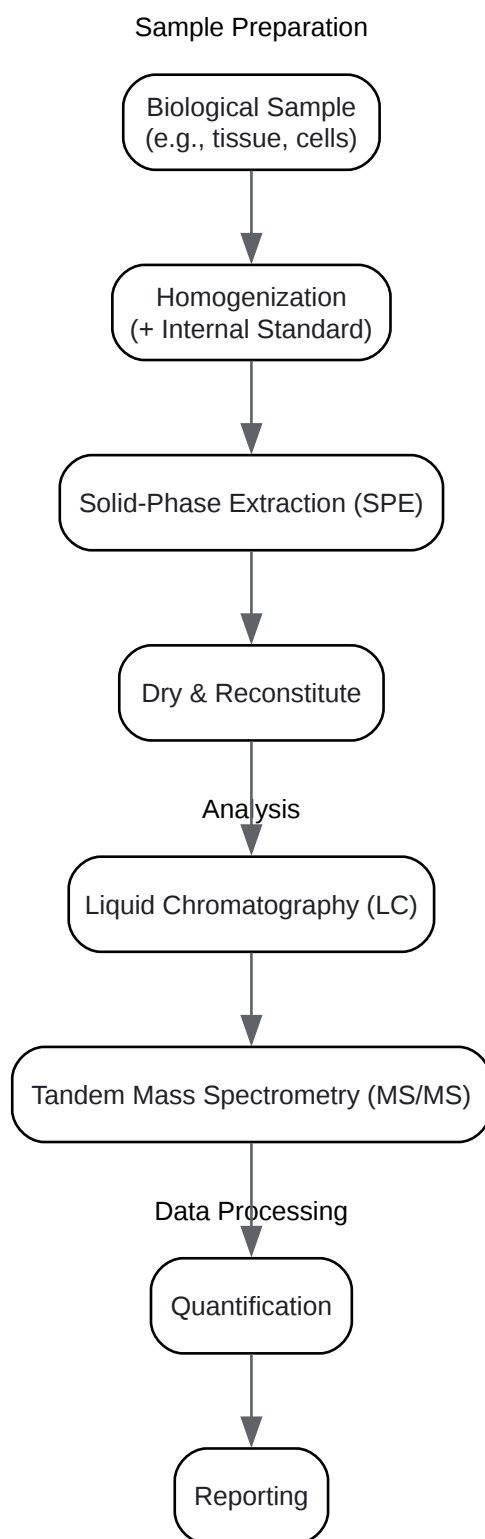 Sample Preparation
Biological Sample
(e.g., tissue, cells)
Homogenization
(+ Internal Standard)
Solid-Phase Extraction (SPE)
Dry & Reconstitute
Analysis
Liquid Chromatography (LC)
Tandem Mass Spectrometry (MS/MS)
Data Processing
Quantification
Reporting